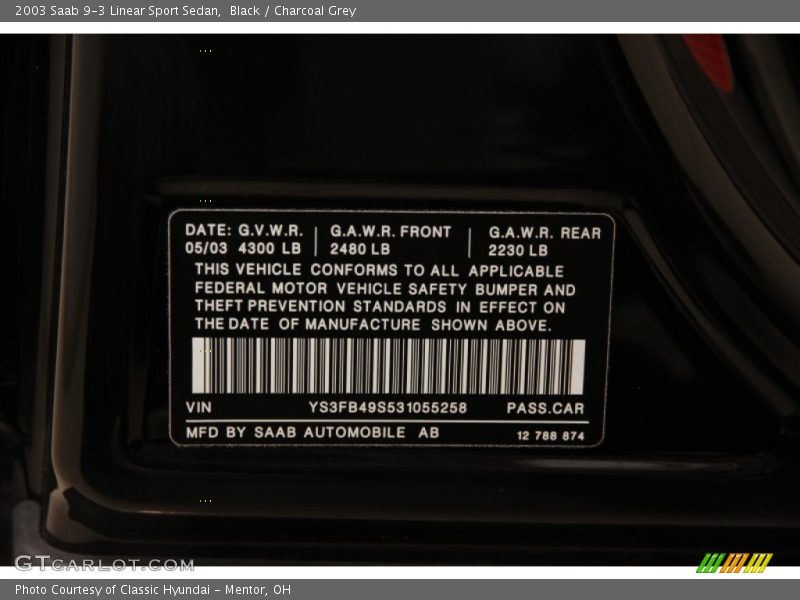 2003 Saab 9-3 Linear Sport Sedan, Black / Charcoal Grey
DATE: G.V.W.R. G.A.W.R. FRONT G.A.W.R. REAR
05/03 4300 LB 2480 LB 2230 LB
THIS VEHICLE CONFORMS TO ALL APPLICABLE
FEDERAL MOTOR VEHICLE SAFETY BUMPER AND
THEFT PREVENTION STANDARDS IN EFFECT ON
THE DATE OF MANUFACTURE SHOWN ABOVE.
VIN YS3FB49S531055258 PASS.CAR
MFD BY SAAB AUTOMOBILE AB 12 788 874
GTCARLOT.COM
Photo Courtesy of Classic Hyundai - Mentor, OH